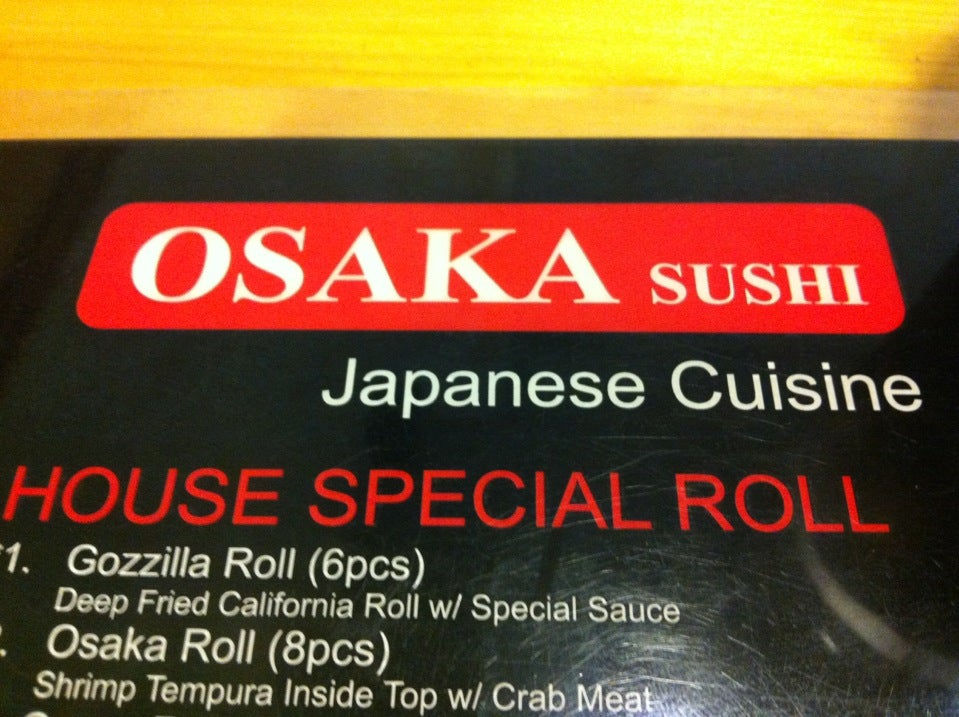 OSAKA SUSHI
Japanese Cuisine
HOUSE SPECIAL ROLL
1. Gozzilla Roll (6pcs)
Deep Fried California Roll w/ Special Sauce
Osaka Roll (8pcs)
Shrimp Tempura Inside Top w/ Crab Meat